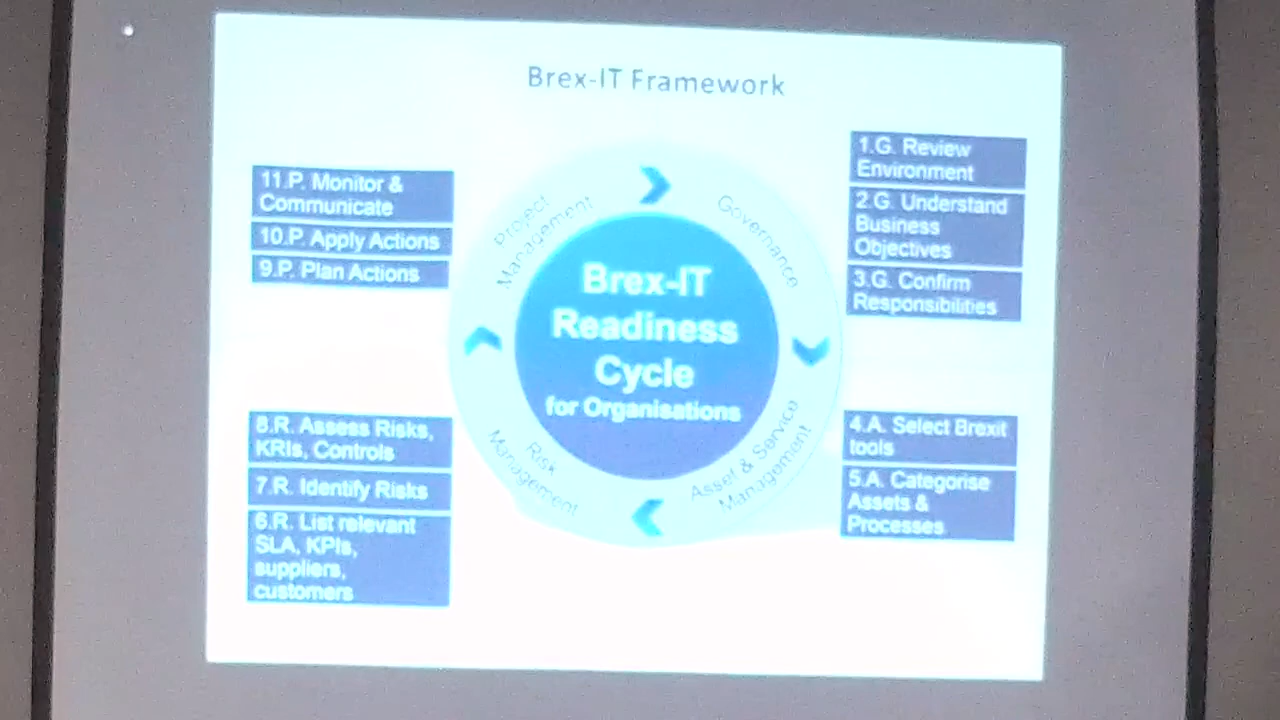 Brex-IT Framework
11.P. Monitor &
Communicate
10.P. Apply Actions
9.P. Plan Actions
Project
Management
Governance
1.G. Review
Environment
2.G. Understand
Business
Objectives
3.G. Confirm
Responsibilities
Brex-IT
Readiness
Cycle
for Organisations
8.R. Assess Risks,
KRIs, Controls
7.R. Identify Risks
6.R. List relevant
SLA, KPIs,
suppliers,
customers
Risk
Management
Asset & Service
Management
4.A. Select Brexit
tools
5.A. Categorise
Assets &
Processes